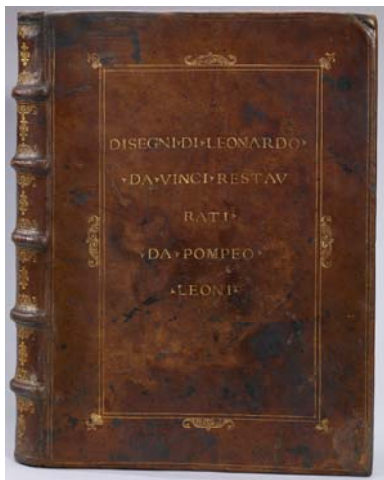 DISEGNI·DI·LEONARDO·
·DA·VINCI·RESTAV
RATI·
·DA·POMPEO·
·LEONI·